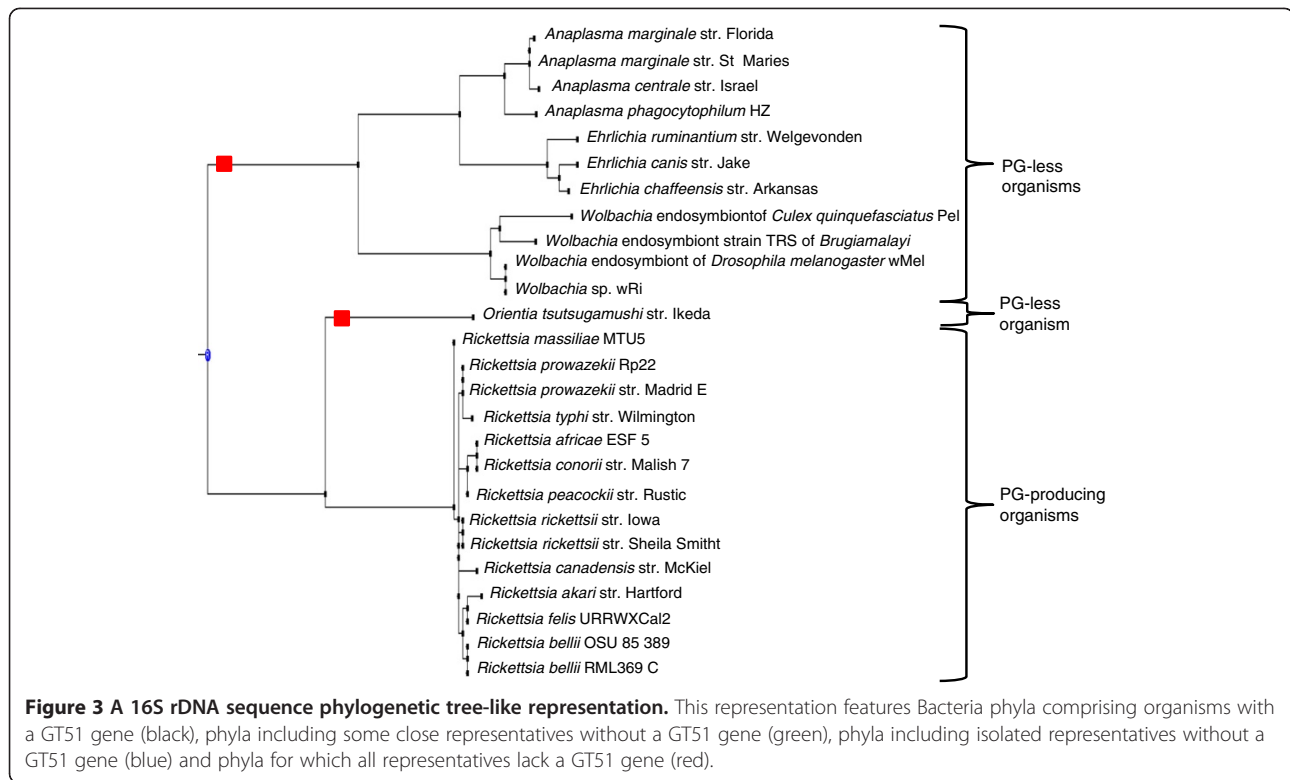 Anaplasma marginale str. Florida
Anaplasma marginale str. St Maries
Anaplasma centrale str. Israel
Anaplasma phagocytophilum HZ
Ehrlichia ruminantium str. Welgevonden
Ehrlichia canis str. Jake
Ehrlichia chaffeensis str. Arkansas
Wolbachia endosymbiontof Culex quinquefasciatus Pel
Wolbachia endosymbiont strain TRS of Brugiamalayi
Wolbachia endosymbiont of Drosophila melanogaster wMel
Wolbachia sp. wRi
PG-less
organisms
Orientia tsutsugamushi str. Ikeda
PG-less
organism
Rickettsia massiliae MTU5
Rickettsia prowazekii Rp22
Rickettsia prowazekii str. Madrid E
Rickettsia typhi str. Wilmington
Rickettsia africae ESF 5
Rickettsia conorii str. Malish 7
Rickettsia peacockii str. Rustic
Rickettsia rickettsii str. Iowa
Rickettsia rickettsii str. Sheila Smitht
Rickettsia canadensis str. McKiel
Rickettsia akari str. Hartford
Rickettsia felis URRWXCal2
Rickettsia bellii OSU 85 389
Rickettsia bellii RML369 C
PG-producing
organisms
Figure 3 A 16S rDNA sequence phylogenetic tree-like representation. This representation features Bacteria phyla comprising organisms with
a GT51 gene (black), phyla including some close representatives without a GT51 gene (green), phyla including isolated representatives without a
GT51 gene (blue) and phyla for which all representatives lack a GT51 gene (red).